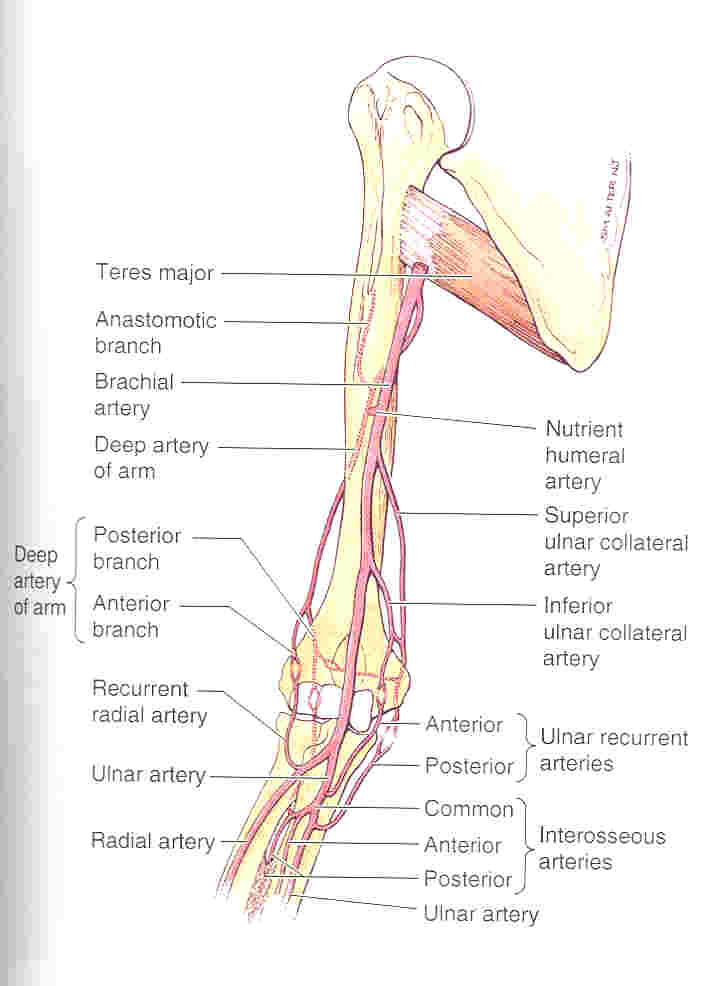 Teres major
Anastomotic
branch
Brachial
artery
Deep artery
of arm
Deep
artery
of arm
Posterior
branch
Anterior
branch
Recurrent
radial artery
Ulnar artery
Radial artery
Nutrient
humeral
artery
Superior
ulnar collateral
artery
Inferior
ulnar collateral
artery
Anterior
Posterior
Ulnar recurrent
arteries
Common
Anterior
Posterior
Interosseous
arteries
Ulnar artery